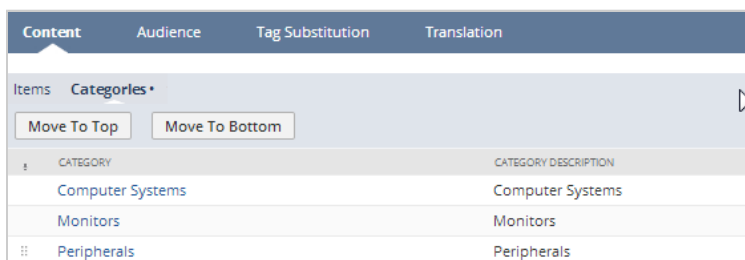 Content Audience Tag Substitution Translation
Items Categories •
Move To Top Move To Bottom
CATEGORY CATEGORY DESCRIPTION
Computer Systems Computer Systems
Monitors Monitors
Peripherals Peripherals